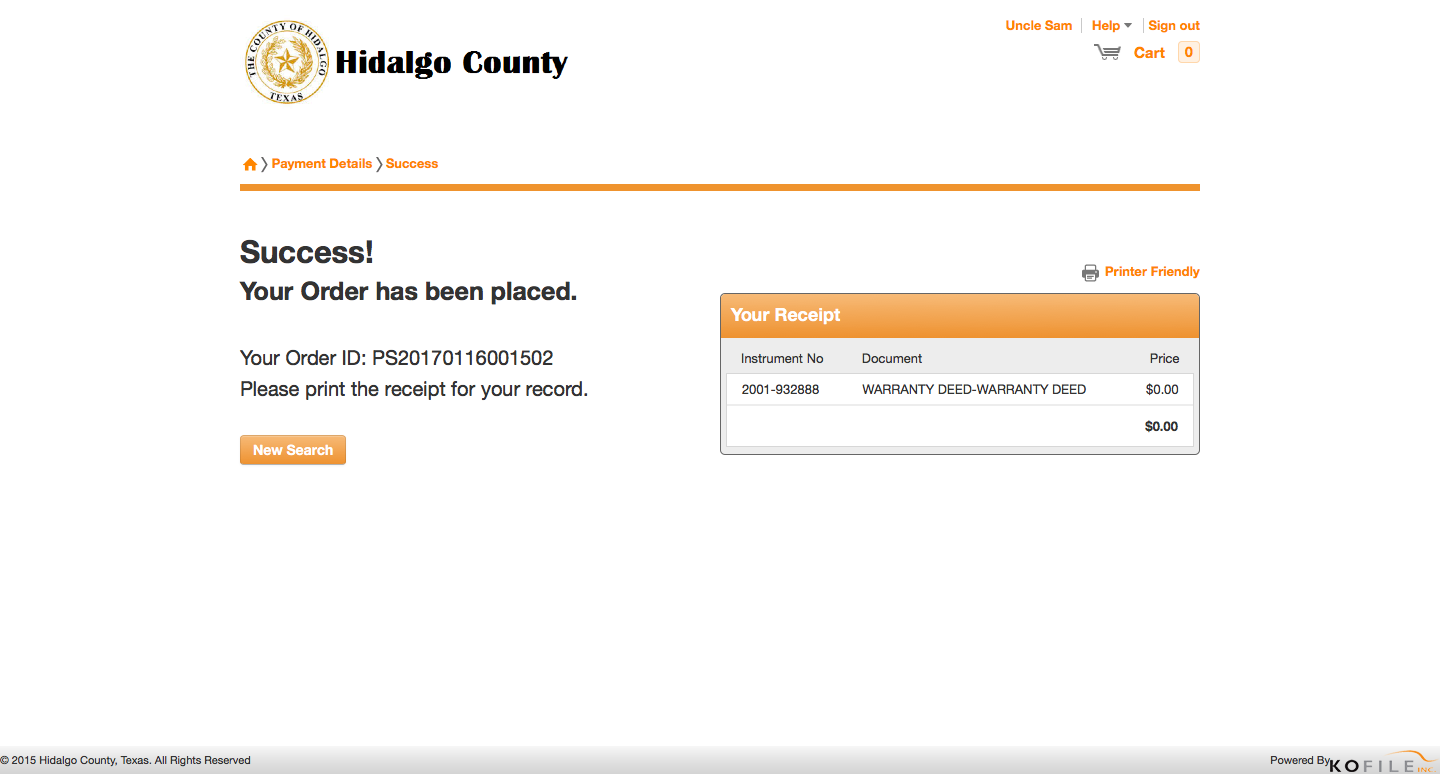 THE COUNTY OF HIDALGO
TEXAS
Hidalgo County
Uncle Sam Help Sign out
Cart 0
Payment Details Success
Success!
Your Order has been placed.
Your Order ID: PS20170116001502
Please print the receipt for your record.
New Search
Printer Friendly
Your Receipt
Instrument No Document Price
2001-932888 WARRANTY DEED-WARRANTY DEED $0.00
$0.00
© 2015 Hidalgo County, Texas. All Rights Reserved
Powered By KOFILE INC.